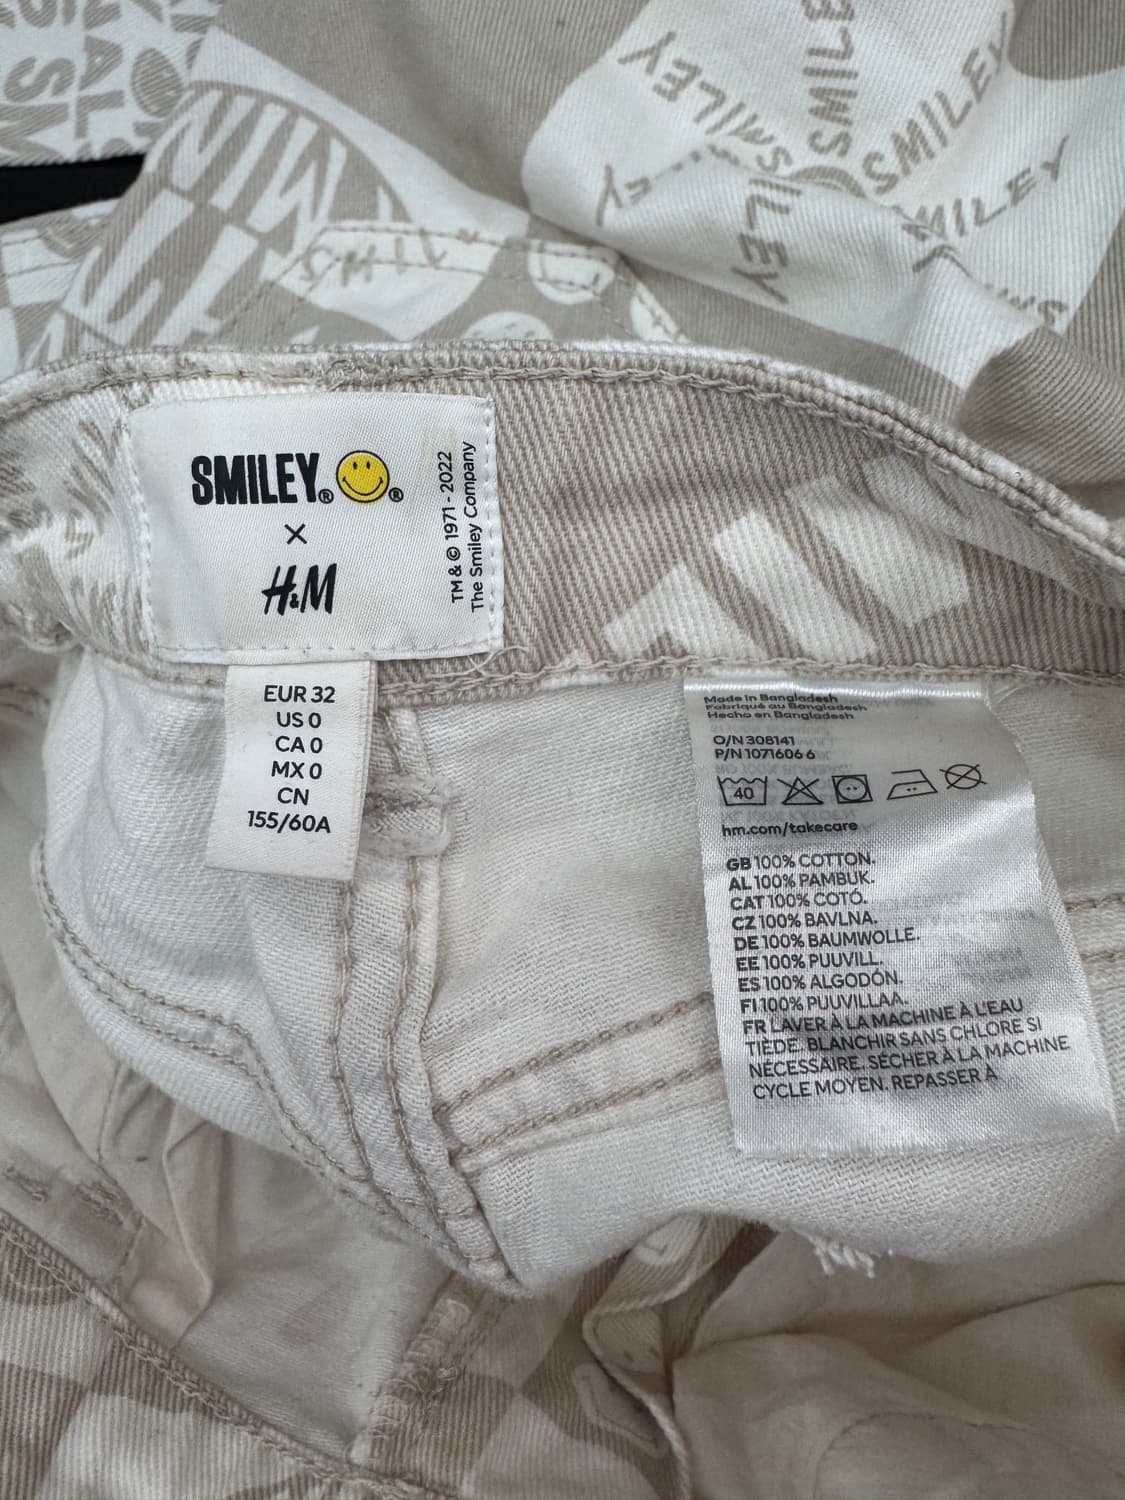 SMILEY
SMILEY
SMILEY
SMILEY
SMILEY
SMILEY®
®
×
H&M
TM & © 1971 - 2022
The Smiley Company
EUR 32
US 0
CA 0
MX 0
CN
155/60A
Made in Bangladesh
Fabriqué au Bangladesh
Hecho en Bangladesh
O/N 308141
P/N 1071606 6
40
hm.com/takecare
GB 100% COTTON.
AL 100% PAMBUK.
CAT 100% COTÓ.
CZ 100% BAVLNA.
DE 100% BAUMWOLLE.
EE 100% PUUVILL.
ES 100% ALGODÓN.
FI 100% PUUVILLAA.
FR LAVER À LA MACHINE À L'EAU
TIÈDE. BLANCHIR SANS CHLORE SI
NÉCESSAIRE. SÉCHER À LA MACHINE
CYCLE MOYEN. REPASSER À